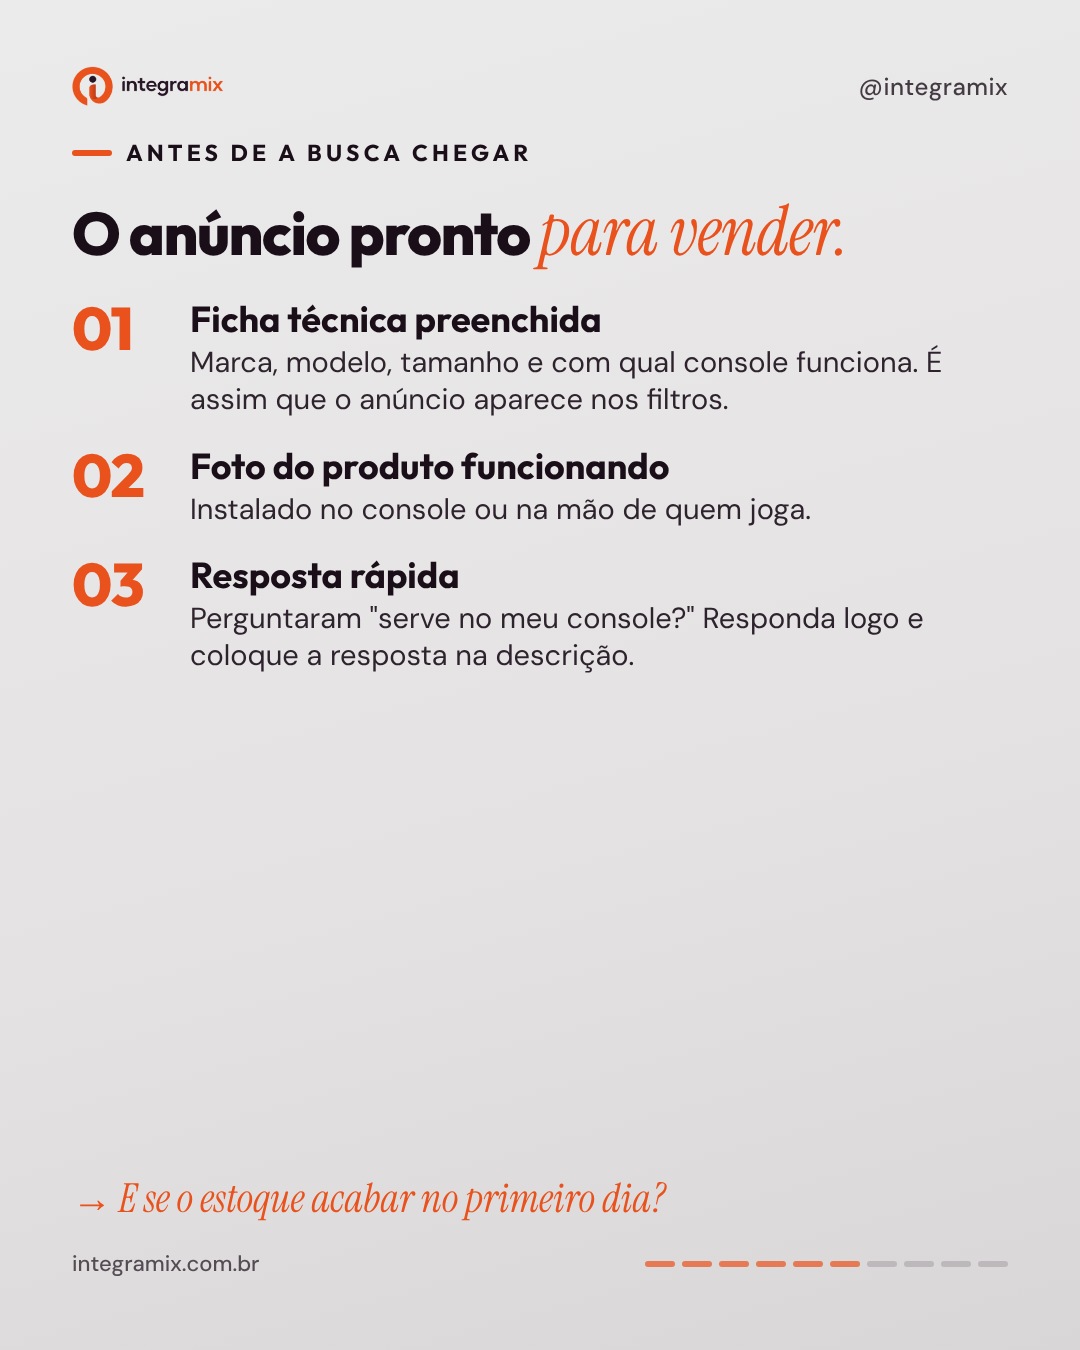 integramix
@integramix
ANTES DE A BUSCA CHEGAR
O anúncio pronto para vender.
01
Ficha técnica preenchida
Marca, modelo, tamanho e com qual console funciona. É
assim que o anúncio aparece nos filtros.
02
Foto do produto funcionando
Instalado no console ou na mão de quem joga.
03
Resposta rápida
Perguntaram "serve no meu console?" Responda logo e
coloque a resposta na descrição.
→ E se o estoque acabar no primeiro dia?
integramix.com.br